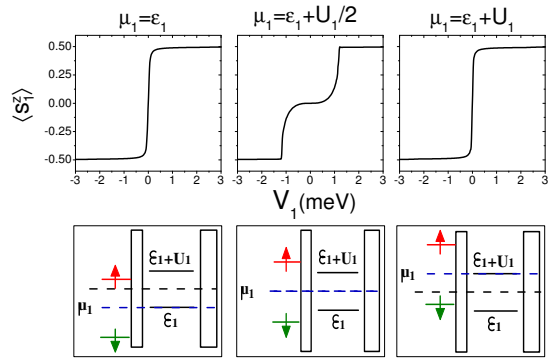 μ₁=ε₁ μ₁=ε₁+U₁/2 μ₁=ε₁+U₁
0.50
0.25
0.00
-0.25
-0.50
⟨s₁ᶻ⟩
-3 -2 -1 0 1 2 3 -3 -2 -1 0 1 2 3 -3 -2 -1 0 1 2 3
V₁(meV)
ε₁+U₁ ε₁+U₁ ε₁+U₁
μ₁ μ₁ μ₁
ε₁ ε₁ ε₁